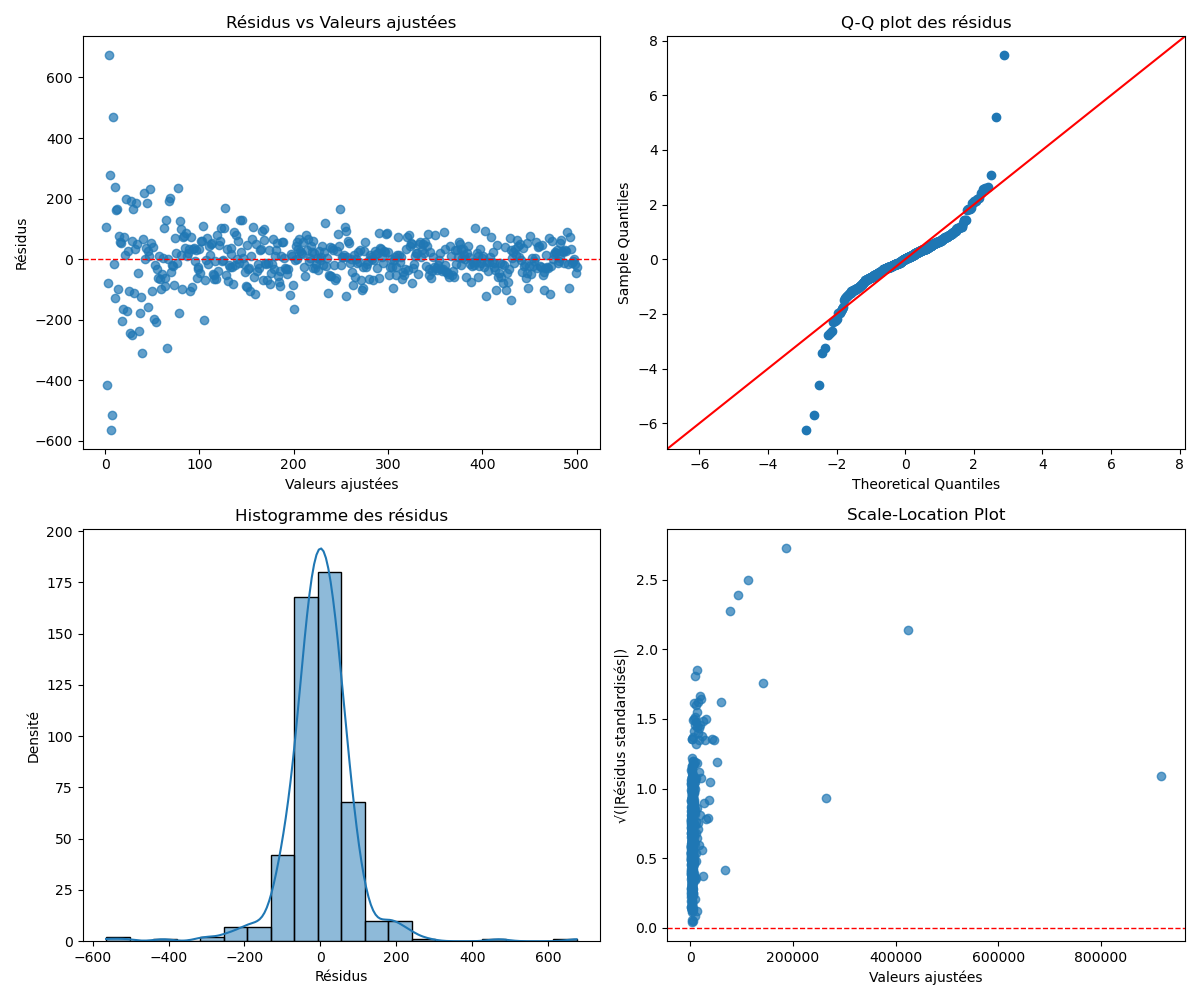 Résidus vs Valeurs ajustées
600
400
200
0
−200
−400
−600
Résidus
0 100 200 300 400 500
Valeurs ajustées
Q-Q plot des résidus
8
6
4
2
0
−2
−4
−6
Sample Quantiles
−6 −4 −2 0 2 4 6 8
Theoretical Quantiles
Histogramme des résidus
200
175
150
125
100
75
50
25
0
Densité
−600 −400 −200 0 200 400 600
Résidus
Scale-Location Plot
2.5
2.0
1.5
1.0
0.5
0.0
√(|Résidus standardisés|)
0 200000 400000 600000 800000
Valeurs ajustées